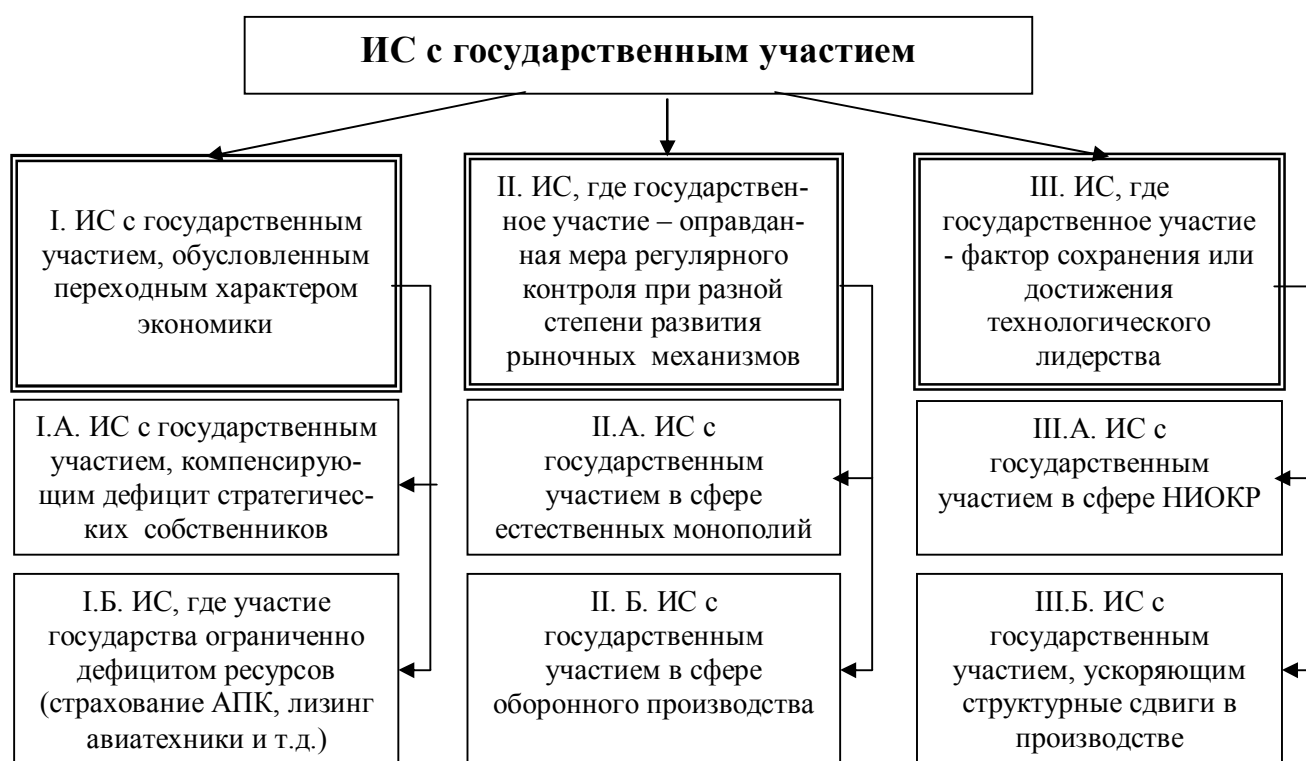 ИС с государственным участием
I. ИС с государственным
участием, обусловленным
переходным характером
экономики
II. ИС, где государствен-
ное участие – оправдан-
ная мера регулярного
контроля при разной
степени развития
рыночных механизмов
III. ИС, где
государственное участие
- фактор сохранения или
достижения
технологического
лидерства
I.А. ИС с государственным
участием, компенсирую-
щим дефицит стратегичес-
ких собственников
II.А. ИС с
государственным
участием в сфере
естественных монополий
III.А. ИС с
государственным
участием в сфере НИОКР
I.Б. ИС, где участие
государства ограниченно
дефицитом ресурсов
(страхование АПК, лизинг
авиатехники и т.д.)
II. Б. ИС с
государственным
участием в сфере
оборонного производства
III.Б. ИС с
государственным
участием, ускоряющим
структурные сдвиги в
производстве